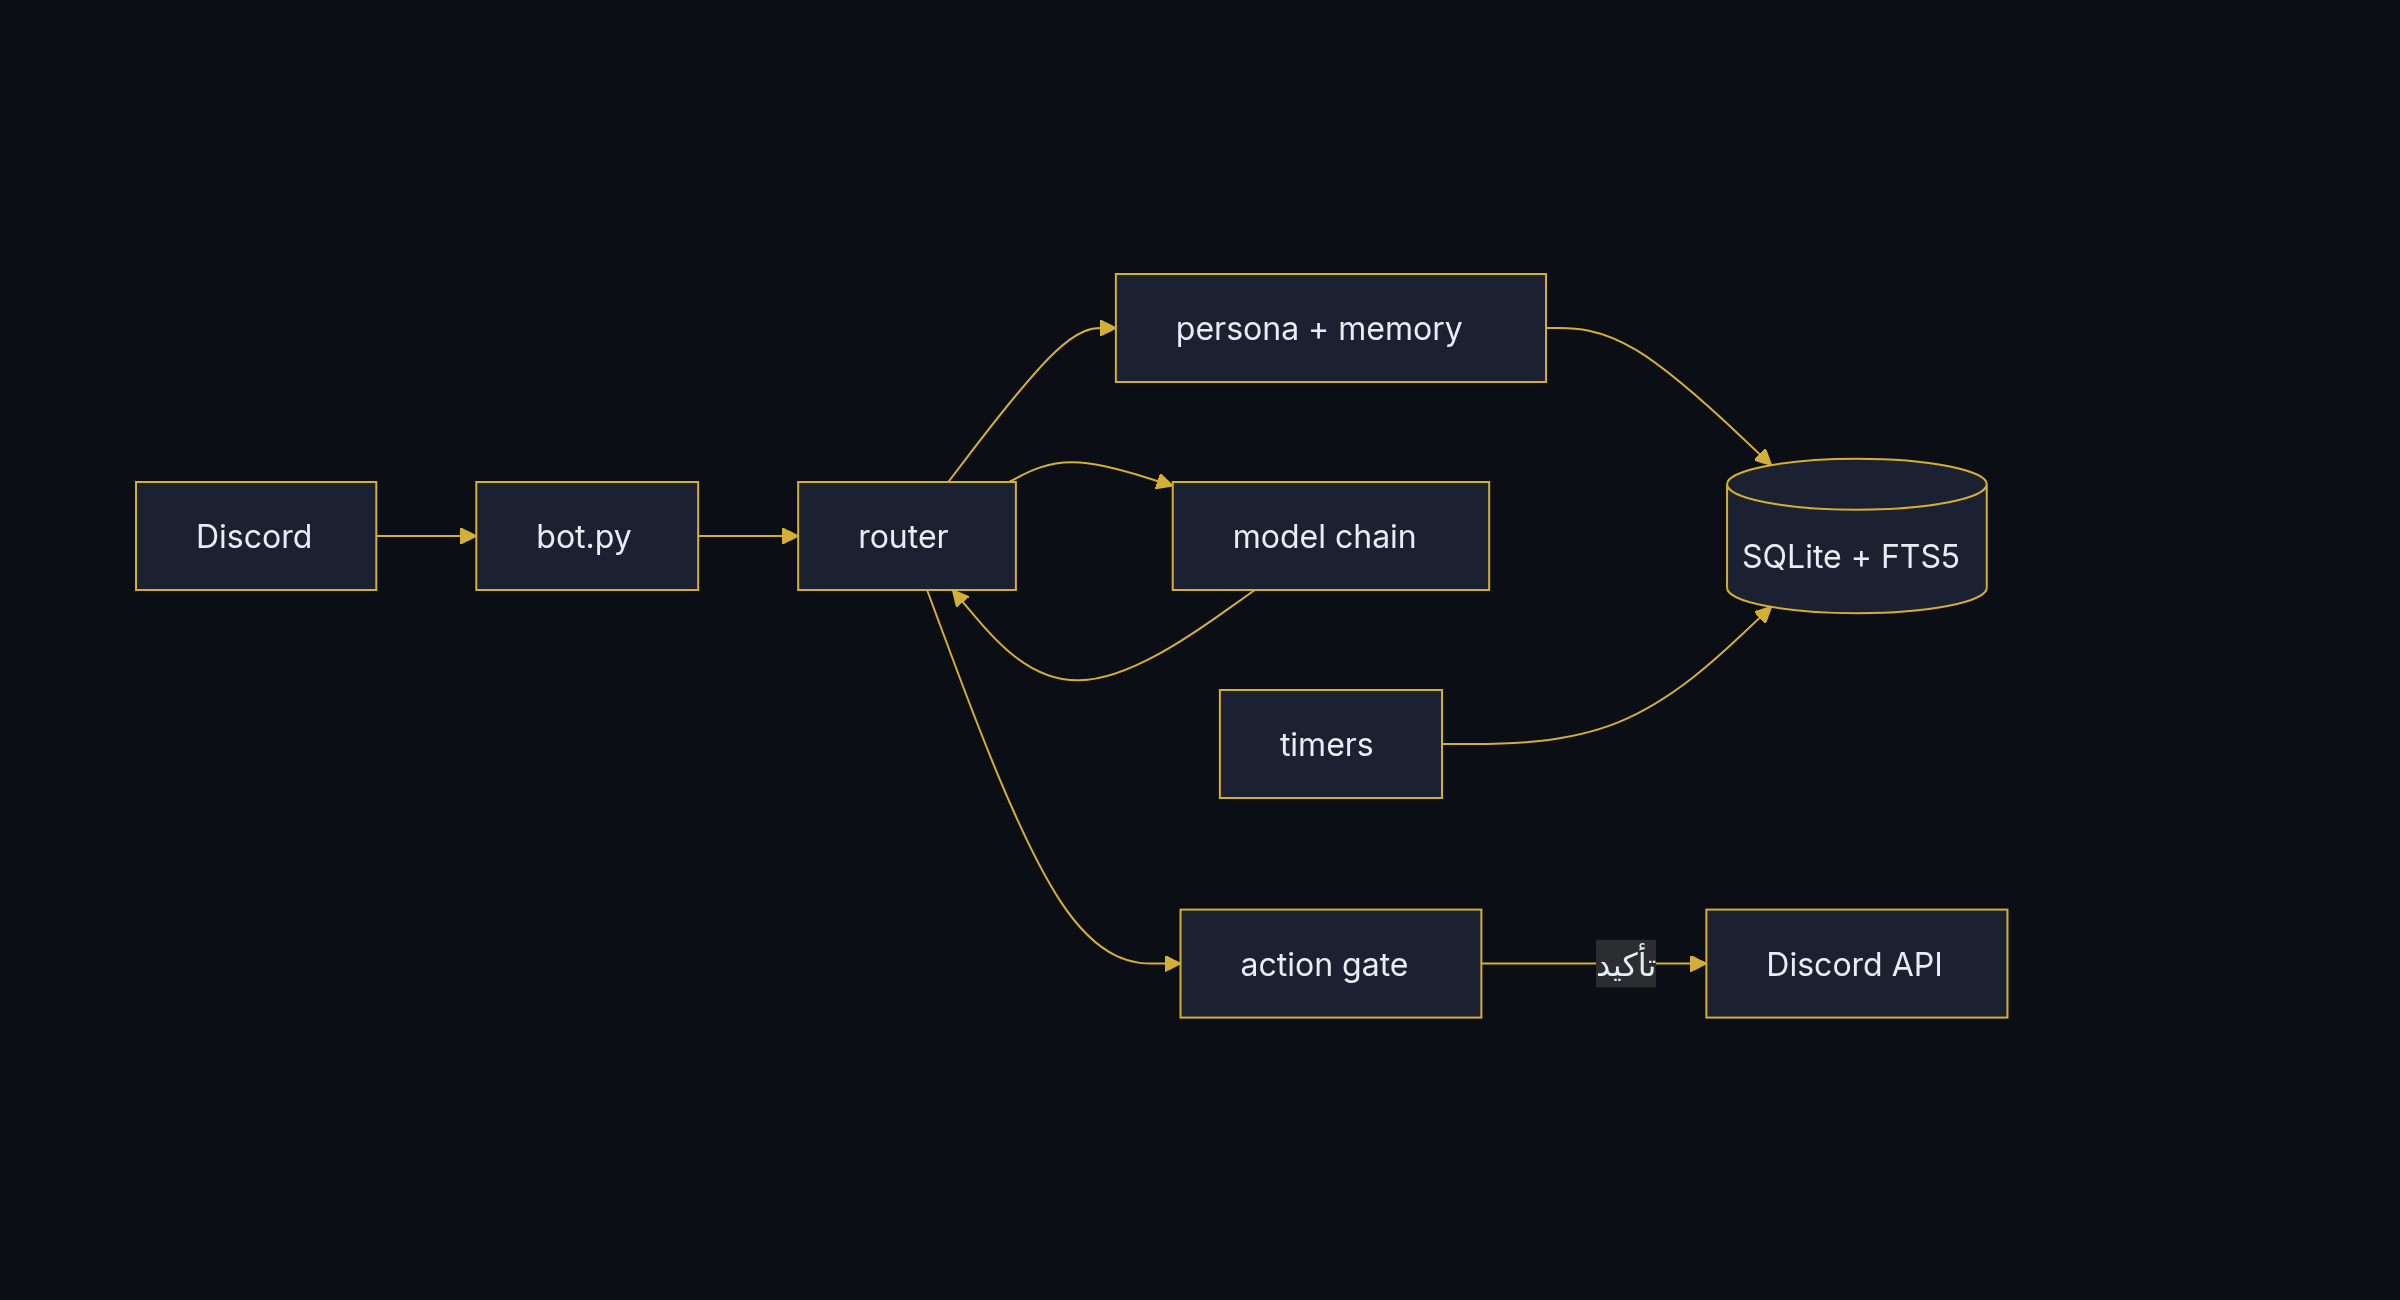 persona + memory
Discord
bot.py
router
model chain
SQLite + FTS5
timers
action gate
تأكيد
Discord API